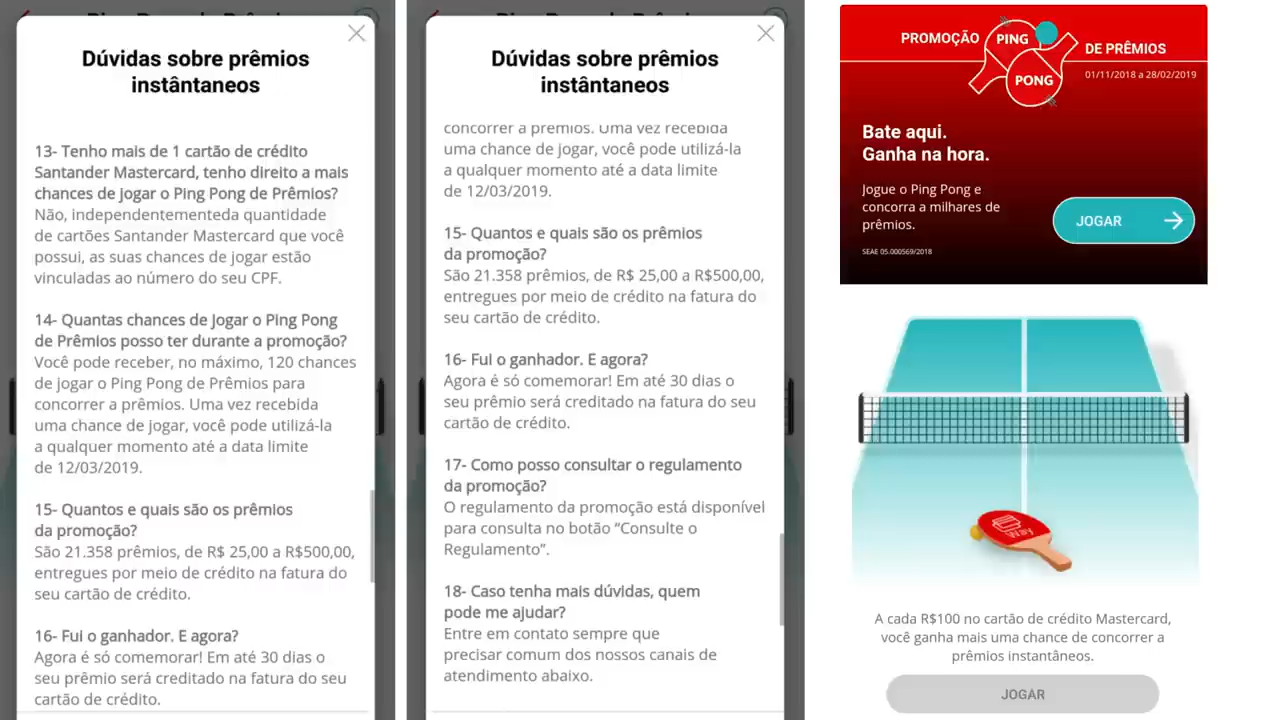 Dúvidas sobre prêmios
instântaneos
13- Tenho mais de 1 cartão de crédito
Santander Mastercard, tenho direito a mais
chances de jogar o Ping Pong de Prêmios?
Não, independentementeda quantidade
de cartões Santander Mastercard que você
possui, as suas chances de jogar estão
vinculadas ao número do seu CPF.
14- Quantas chances de Jogar o Ping Pong
de Prêmios posso ter durante a promoção?
Você pode receber, no máximo, 120 chances
de jogar o Ping Pong de Prêmios para
concorrer a prêmios. Uma vez recebida
uma chance de jogar, você pode utilizá-la
a qualquer momento até a data limite
de 12/03/2019.
15- Quantos e quais são os prêmios
da promoção?
São 21.358 prêmios, de R$ 25,00 a R$500,00,
entregues por meio de crédito na fatura do
seu cartão de crédito.
16- Fui o ganhador. E agora?
Agora é só comemorar! Em até 30 dias o
seu prêmio será creditado na fatura do seu
cartão de crédito.
Dúvidas sobre prêmios
instântaneos
concorrer a prêmios. Uma vez recebida
uma chance de jogar, você pode utilizá-la
a qualquer momento até a data limite
de 12/03/2019.
15- Quantos e quais são os prêmios
da promoção?
São 21.358 prêmios, de R$ 25,00 a R$500,00,
entregues por meio de crédito na fatura do
seu cartão de crédito.
16- Fui o ganhador. E agora?
Agora é só comemorar! Em até 30 dias o
seu prêmio será creditado na fatura do seu
cartão de crédito.
17- Como posso consultar o regulamento
da promoção?
O regulamento da promoção está disponível
para consulta no botão “Consulte o
Regulamento”.
18- Caso tenha mais dúvidas, quem
pode me ajudar?
Entre em contato sempre que
precisar comum dos nossos canais de
atendimento abaixo.
PROMOÇÃO PING PONG DE PRÊMIOS
01/11/2018 a 28/02/2019
Bate aqui.
Ganha na hora.
Jogue o Ping Pong e
concorra a milhares de
prêmios.
JOGAR
SEAE 05.000569/2018
Way
A cada R$100 no cartão de crédito Mastercard,
você ganha mais uma chance de concorrer a
prêmios instantâneos.
JOGAR